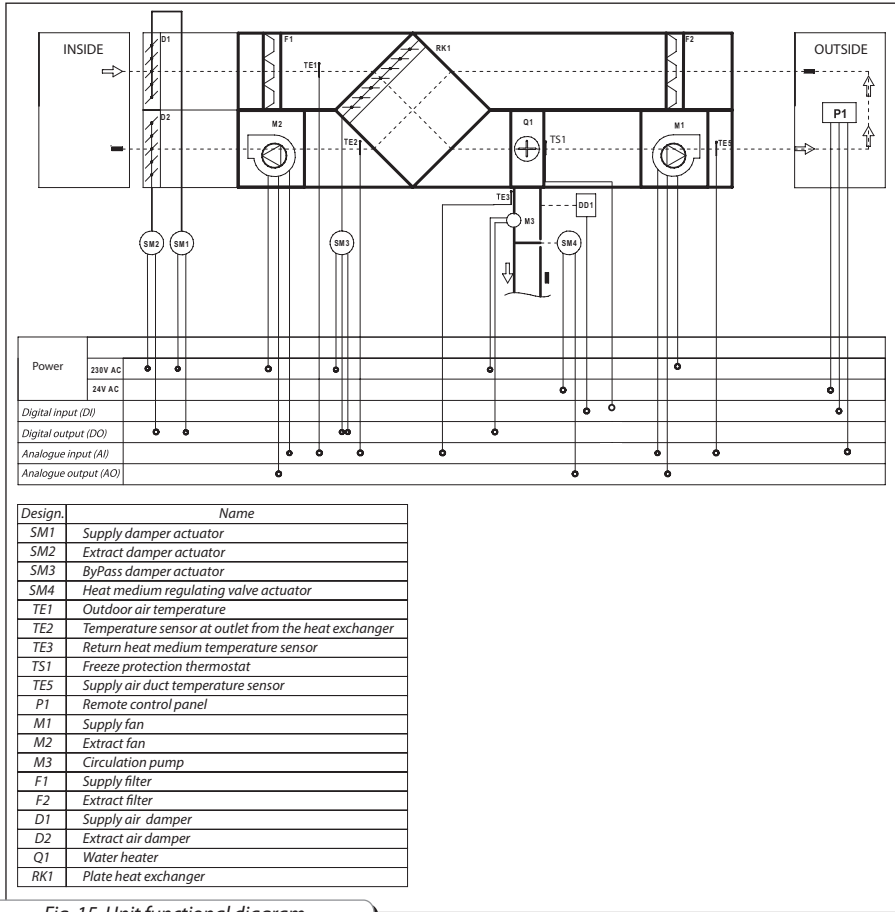 D1
F1
F2
INSIDE
OUTSIDE
TE1
RK1
P1
D2
M2
Q1
M1
TE2
TS1
TE5
TE3
DD1
M3
SM2
SM1
SM3
SM4
Power
230V AC
24V AC
Digital input (DI)
Digital output (DO)
Analogue input (AI)
Analogue output (AO)
Design. Name
SM1 Supply damper actuator
SM2 Extract damper actuator
SM3 ByPass damper actuator
SM4 Heat medium regulating valve actuator
TE1 Outdoor air temperature
TE2 Temperature sensor at outlet from the heat exchanger
TE3 Return heat medium temperature sensor
TS1 Freeze protection thermostat
TE5 Supply air duct temperature sensor
P1 Remote control panel
M1 Supply fan
M2 Extract fan
M3 Circulation pump
F1 Supply filter
F2 Extract filter
D1 Supply air damper
D2 Extract air damper
Q1 Water heater
RK1 Plate heat exchanger
Fig. 15 Unit functional diagram